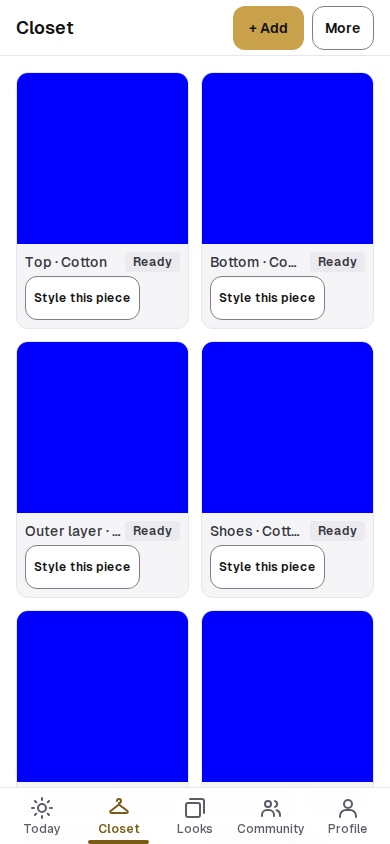 Closet
+ Add
More
Top · Cotton
Ready
Bottom · Co...
Ready
Style this piece
Style this piece
Outer layer · ...
Ready
Shoes · Cott...
Ready
Style this piece
Style this piece
Today
Closet
Looks
Community
Profile